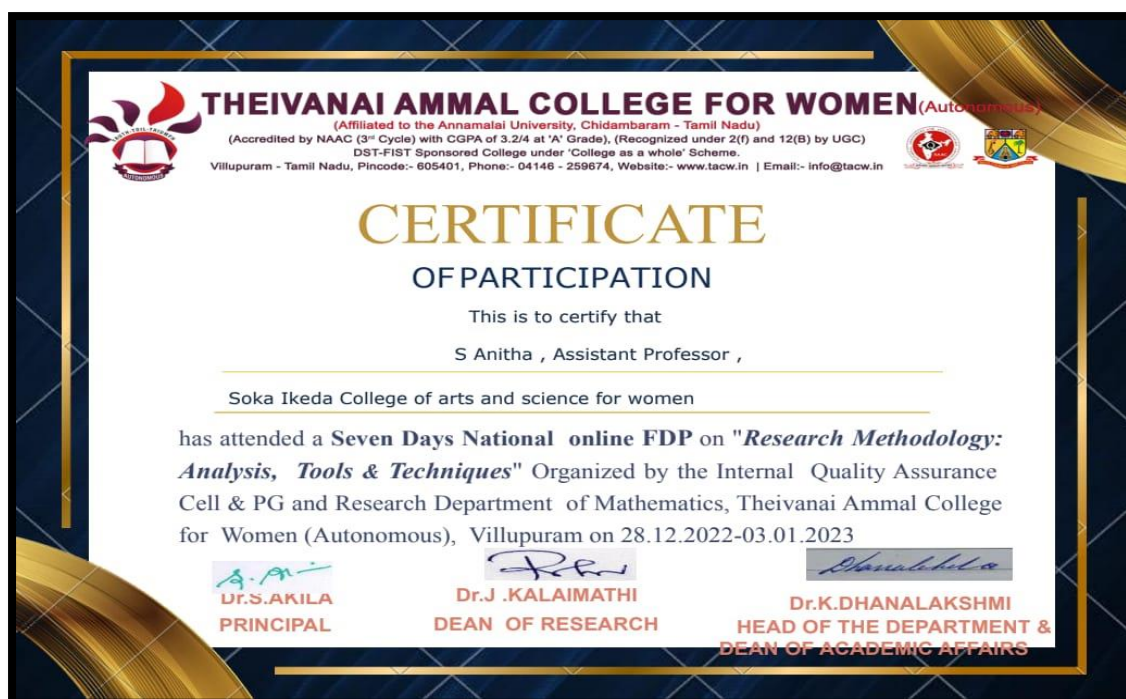 THEIVANAI AMMAL COLLEGE FOR WOMEN (Autonomous)
(Affiliated to the Annamalai University, Chidambaram - Tamil Nadu)
(Accredited by NAAC (3rd Cycle) with CGPA of 3.2/4 at 'A' Grade), (Recognized under 2(f) and 12(B) by UGC)
DST-FIST Sponsored College under 'College as a whole' Scheme.
Villupuram - Tamil Nadu, Pincode:- 605401, Phone:- 04146 - 259674, Website:- www.tacw.in | Email:- info@tacw.in
AUTONOMOUS
CERTIFICATE
OF PARTICIPATION
This is to certify that
S Anitha , Assistant Professor ,
Soka Ikeda College of arts and science for women
has attended a Seven Days National online FDP on "Research Methodology:
Analysis, Tools & Techniques" Organized by the Internal Quality Assurance
Cell & PG and Research Department of Mathematics, Theivanai Ammal College
for Women (Autonomous), Villupuram on 28.12.2022-03.01.2023
Dhanalakshmi
Dr.S.AKILA
PRINCIPAL
Dr.J .KALAIMATHI
DEAN OF RESEARCH
Dr.K.DHANALAKSHMI
HEAD OF THE DEPARTMENT &
DEAN OF ACADEMIC AFFAIRS